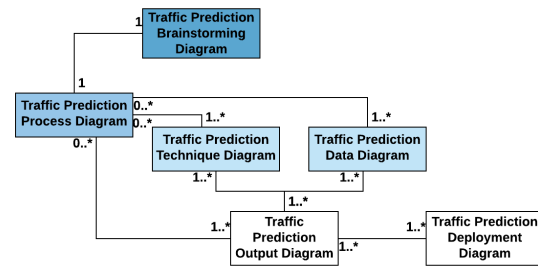 Traffic Prediction
Brainstorming
Diagram
1
1
Traffic Prediction
Process Diagram
0..*
0..*
0..*
1..*
1..*
Traffic Prediction
Technique Diagram
Traffic Prediction
Data Diagram
1..*
1..*
1..*
1..*
Traffic
Prediction
Output Diagram
1..*
1..*
Traffic Prediction
Deployment
Diagram